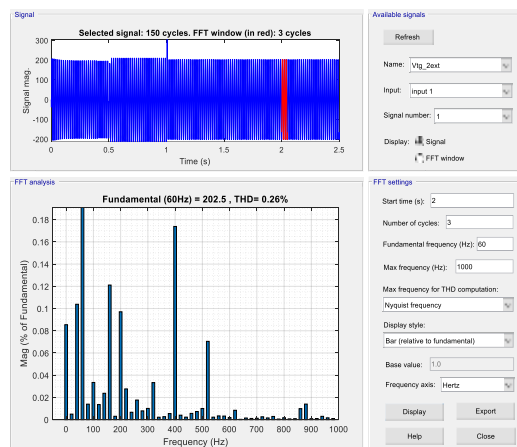 Signal
Selected signal: 150 cycles. FFT window (in red): 3 cycles
Signal mag.
300
200
100
0
-100
-200
0 0.5 1 1.5 2 2.5
Time (s)
FFT analysis
Fundamental (60Hz) = 202.5 , THD= 0.26%
Mag (% of Fundamental)
0.18
0.16
0.14
0.12
0.1
0.08
0.06
0.04
0.02
0
0 100 200 300 400 500 600 700 800 900 1000
Frequency (Hz)
Available signals
Refresh
Name: Vtg_2ext
Input: input 1
Signal number: 1
Display: Signal
FFT window
FFT settings
Start time (s): 2
Number of cycles: 3
Fundamental frequency (Hz): 60
Max frequency (Hz): 1000
Max frequency for THD computation:
Nyquist frequency
Display style:
Bar (relative to fundamental)
Base value: 1.0
Frequency axis: Hertz
Display Export
Help Close